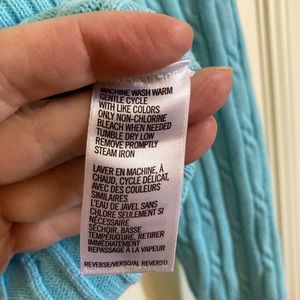 MACHINE WASH WARM
GENTLE CYCLE
WITH LIKE COLORS
ONLY NON-CHLORINE
BLEACH WHEN NEEDED
TUMBLE DRY LOW
REMOVE PROMPTLY
STEAM IRON
LAVER EN MACHINE, À
CHAUD, CYCLE DÉLICAT,
AVEC DES COULEURS
SIMILAIRES
L'EAU DE JAVEL SANS
CHLORE SEULEMENT SI
NÉCESSAIRE
SÉCHOIR, BASSE
TEMPÉRATURE, RETIRER
IMMÉDIATEMENT
REPASSAGE À LA VAPEUR
REVERSE/VERSO/AL REVERSO